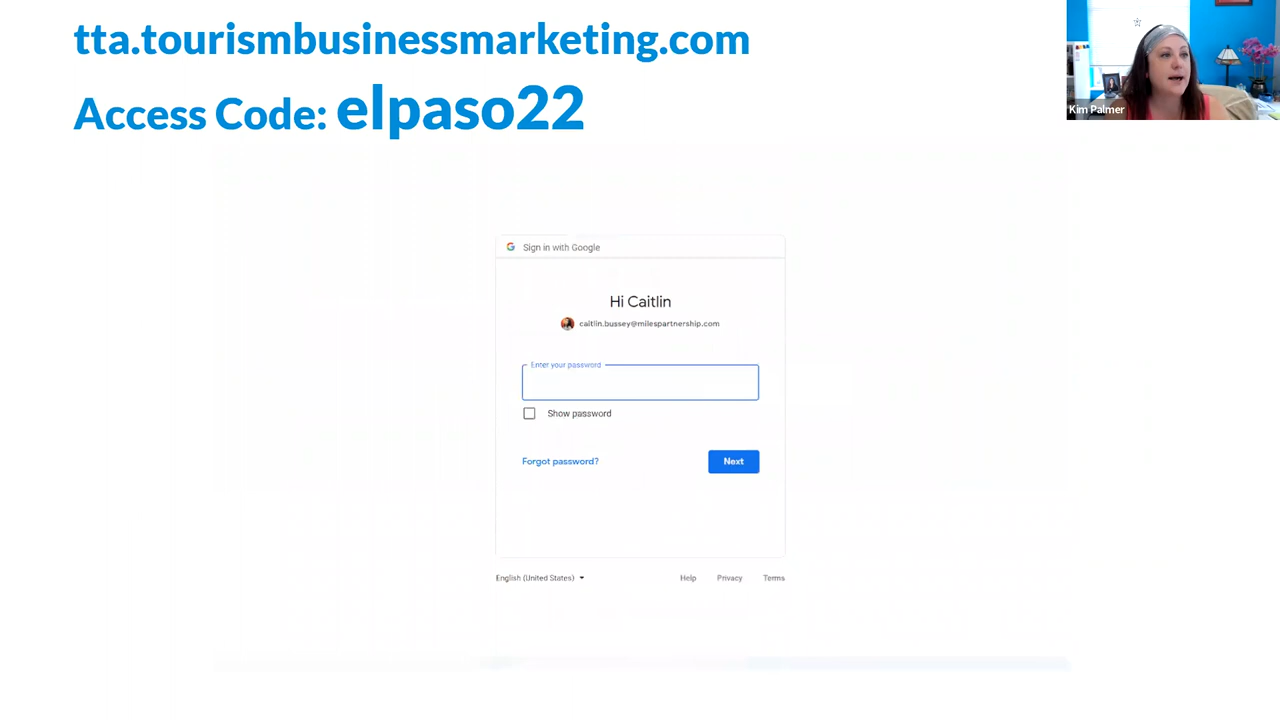 tta.tourismbusinessmarketing.com
Access Code: elpaso22
Kim Palmer
Sign in with Google
Hi Caitlin
caitlin.bussey@milespartnership.com
Enter your password
Show password
Forgot password?
Next
English (United States)
Help
Privacy
Terms